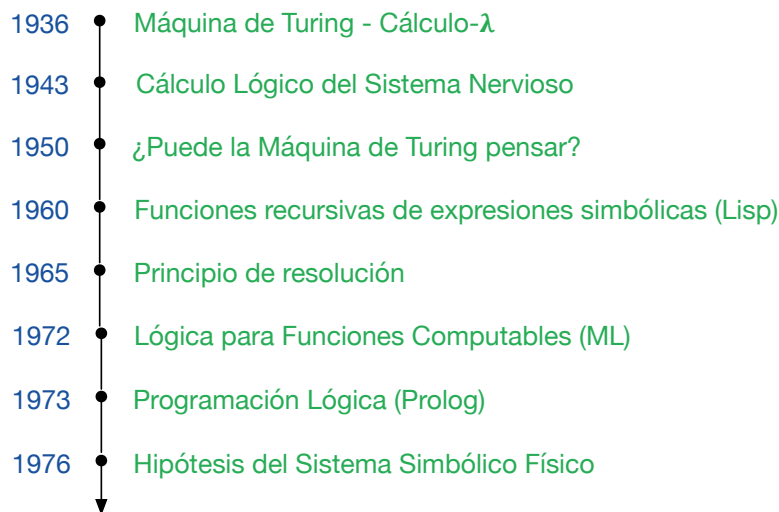 1936 Máquina de Turing - Cálculo-λ
1943 Cálculo Lógico del Sistema Nervioso
1950 ¿Puede la Máquina de Turing pensar?
1960 Funciones recursivas de expresiones simbólicas (Lisp)
1965 Principio de resolución
1972 Lógica para Funciones Computables (ML)
1973 Programación Lógica (Prolog)
1976 Hipótesis del Sistema Simbólico Físico